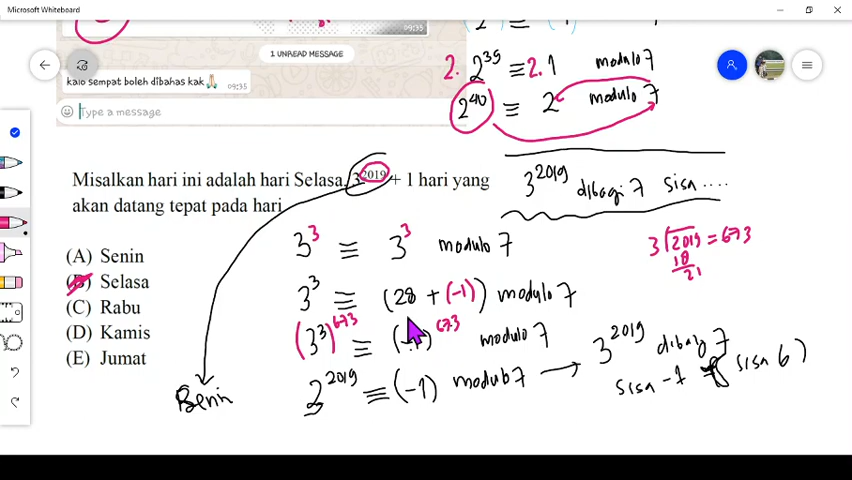 Microsoft Whiteboard
09:35
1 UNREAD MESSAGE
kalo sempat boleh dibahas kak🙏🏻 09:35
Type a message
2. 2^39 ≡ 2. 1 modulo 7
2^40 ≡ 2 modulo 7
Misalkan hari ini adalah hari Selasa. 3^2019 + 1 hari yang
akan datang tepat pada hari
3^2019 dibagi 7 sisa ....
(A) Senin
(B) Selasa
(C) Rabu
(D) Kamis
(E) Jumat
Senin
3^3 ≡ 3^3 modulo 7
3^3 ≡ (28 + (-1)) modulo 7
(3^3)^673 ≡ (-1)^673 modulo 7
3^2019 ≡ (-1) modulo 7 → 3^2019 dibagi 7
sisa -1 sisa 6)
3 √2019 = 673
18
21